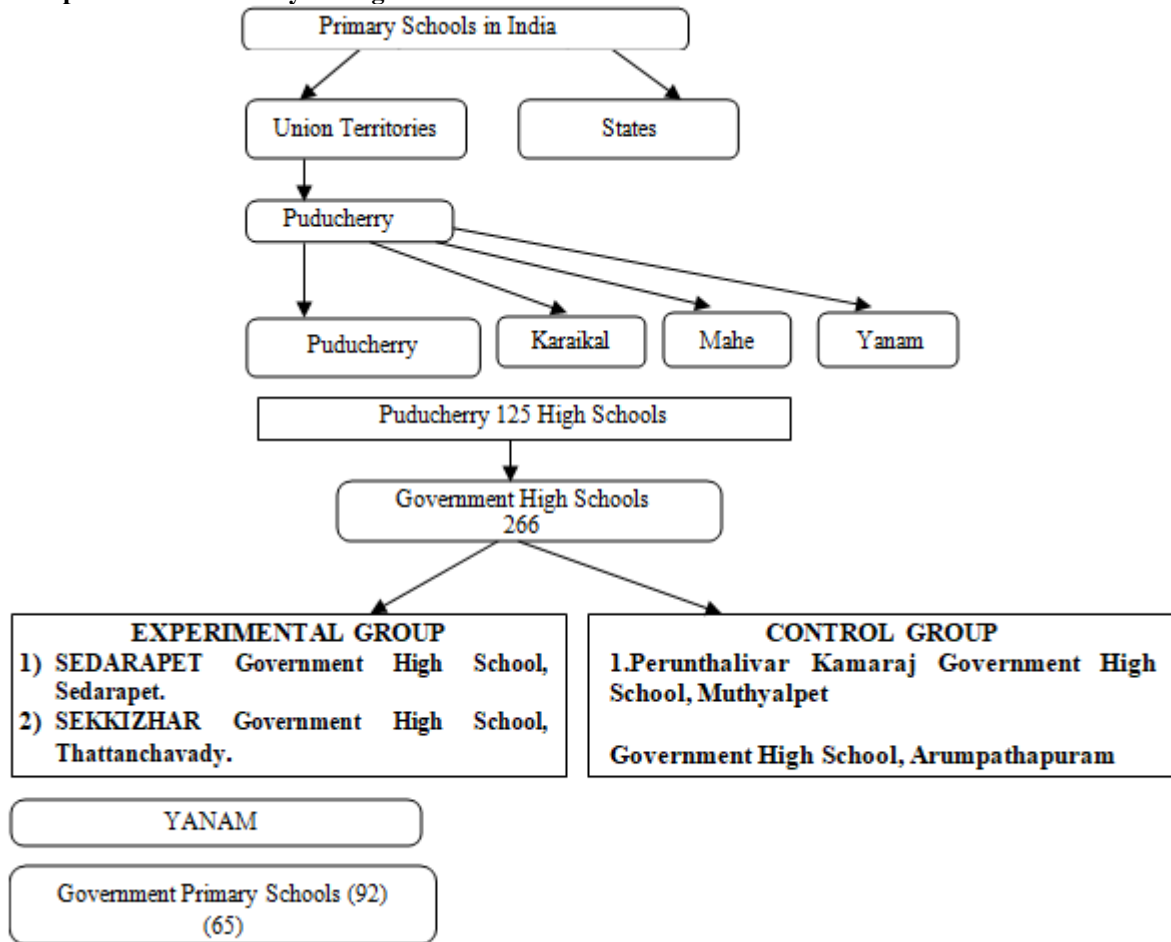 Primary Schools in India
Union Territories
States
Puducherry
Puducherry
Karaikal
Mahe
Yanam
Puducherry 125 High Schools
Government High Schools
266
EXPERIMENTAL GROUP
1) SEDARAPET Government High School,
Sedarapet.
2) SEKKIZHAR Government High School,
Thattanchavady.
CONTROL GROUP
1.Perunthalivar Kamaraj Government High
School, Muthyalpet
Government High School, Arumpathapuram
YANAM
Government Primary Schools (92)
(65)